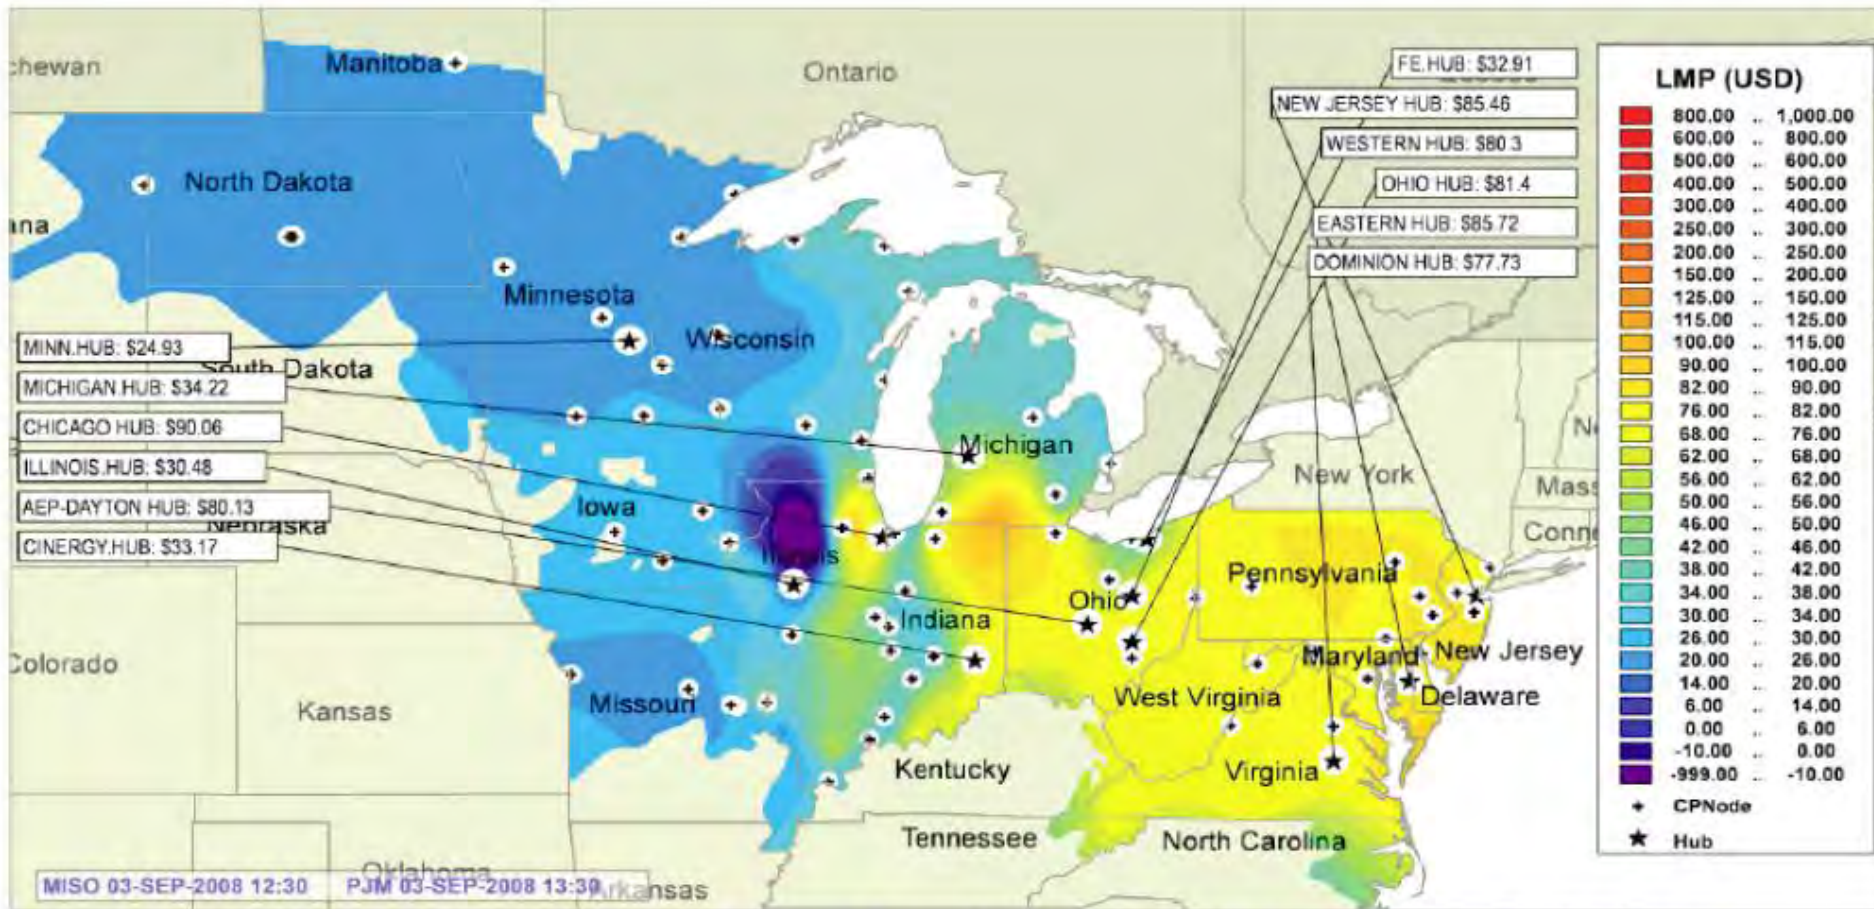 chewan
Manitoba
Ontario
North Dakota
ana
Minnesota
Wisconsin
South Dakota
Michigan
New York
Mass
Conne
Iowa
Nebraska
Illinois
Pennsylvania
Ohio
Indiana
Maryland
New Jersey
Colorado
Kansas
Missouri
West Virginia
Delaware
Kentucky
Virginia
Tennessee
North Carolina
Oklahoma
Arkansas
MINN.HUB: $24.93
MICHIGAN.HUB: $34.22
CHICAGO HUB: $90.06
ILLINOIS.HUB: $30.48
AEP-DAYTON HUB: $80.13
CINERGY.HUB: $33.17
FE.HUB: $32.91
NEW JERSEY HUB: $85.46
WESTERN HUB: $80.3
OHIO HUB: $81.4
EASTERN HUB: $85.72
DOMINION HUB: $77.73
LMP (USD)
800.00 .. 1,000.00
600.00 .. 800.00
500.00 .. 600.00
400.00 .. 500.00
300.00 .. 400.00
250.00 .. 300.00
200.00 .. 250.00
150.00 .. 200.00
125.00 .. 150.00
115.00 .. 125.00
100.00 .. 115.00
90.00 .. 100.00
82.00 .. 90.00
76.00 .. 82.00
68.00 .. 76.00
62.00 .. 68.00
56.00 .. 62.00
50.00 .. 56.00
46.00 .. 50.00
42.00 .. 46.00
38.00 .. 42.00
34.00 .. 38.00
30.00 .. 34.00
26.00 .. 30.00
20.00 .. 26.00
14.00 .. 20.00
6.00 .. 14.00
0.00 .. 6.00
-10.00 .. 0.00
-999.00 .. -10.00
CPNode
Hub
MISO 03-SEP-2008 12:30 PJM 03-SEP-2008 13:30